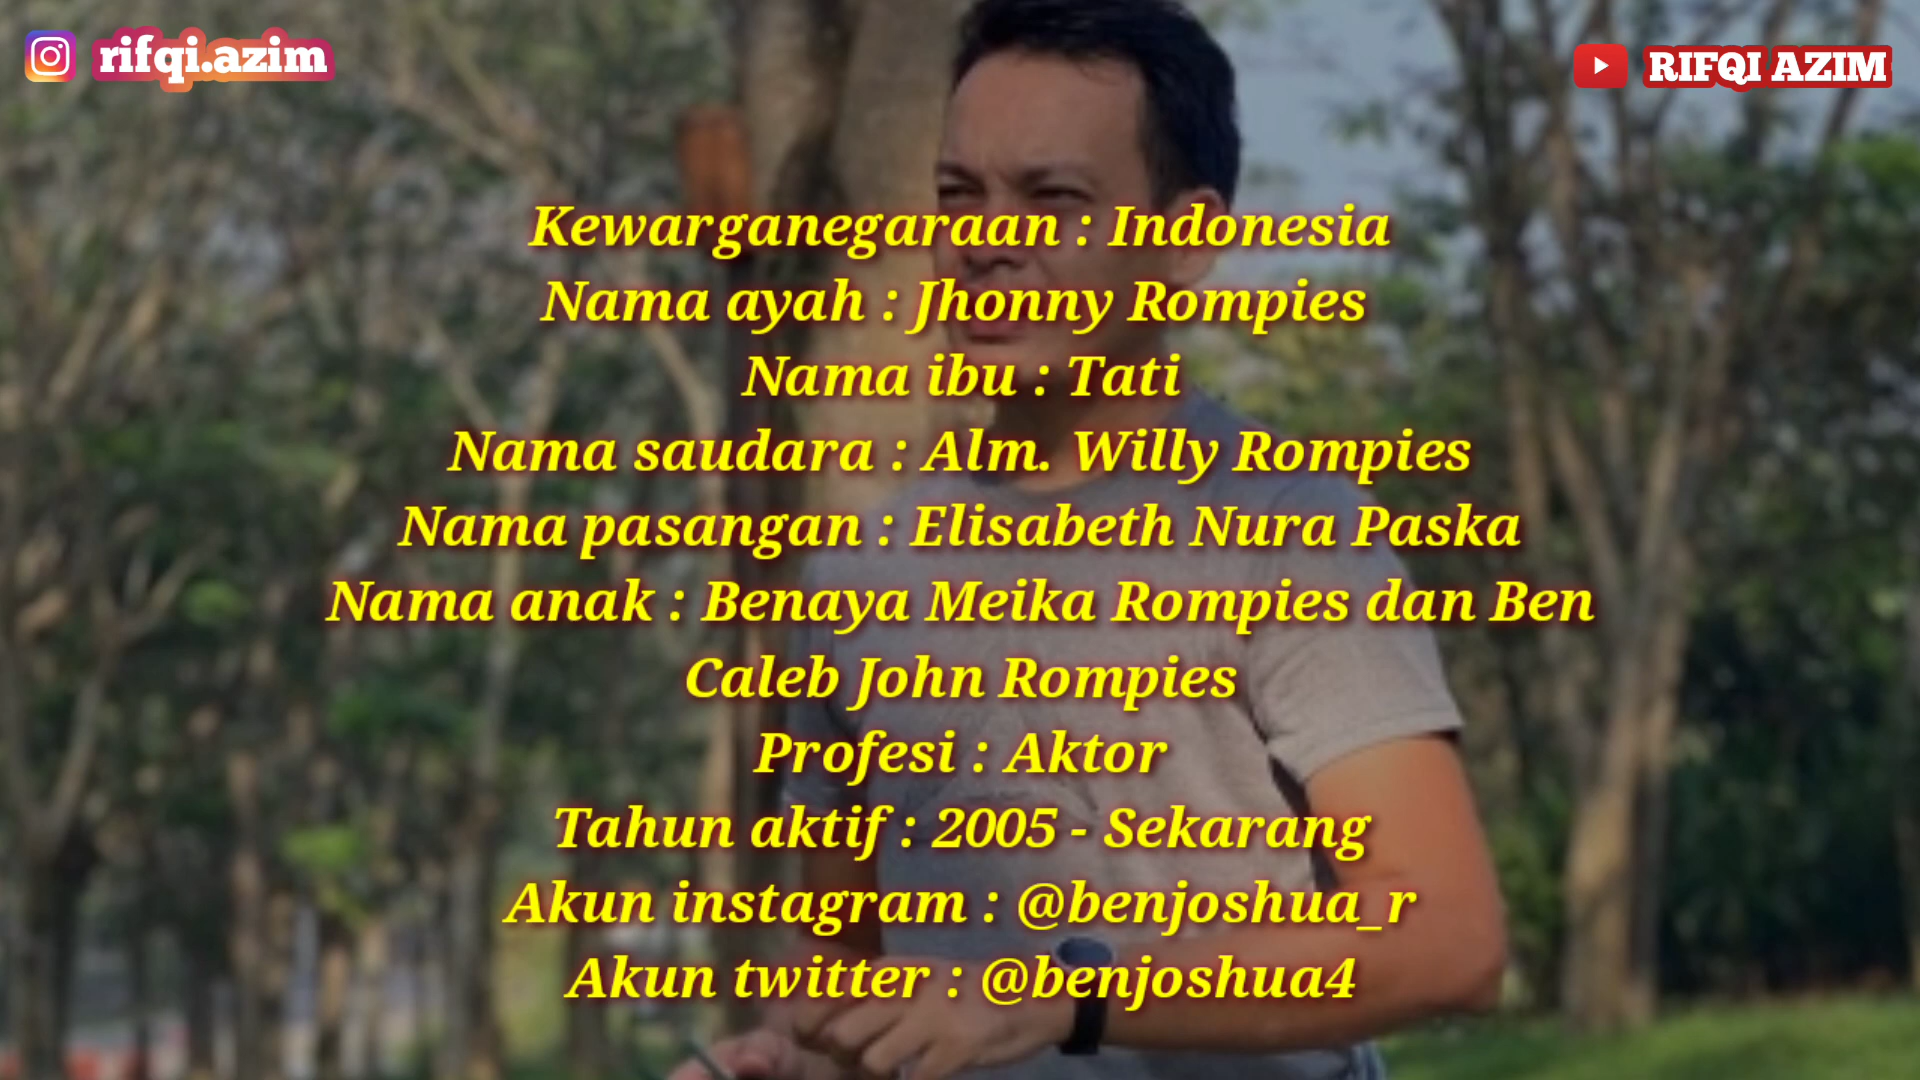 rifqi.azim
RIFQI AZIM
Kewarganegaraan : Indonesia
Nama ayah : Jhonny Rompies
Nama ibu : Tati
Nama saudara : Alm. Willy Rompies
Nama pasangan : Elisabeth Nura Paska
Nama anak : Benaya Meika Rompies dan Ben
Caleb John Rompies
Profesi : Aktor
Tahun aktif : 2005 - Sekarang
Akun instagram : @benjoshua_r
Akun twitter : @benjoshua4